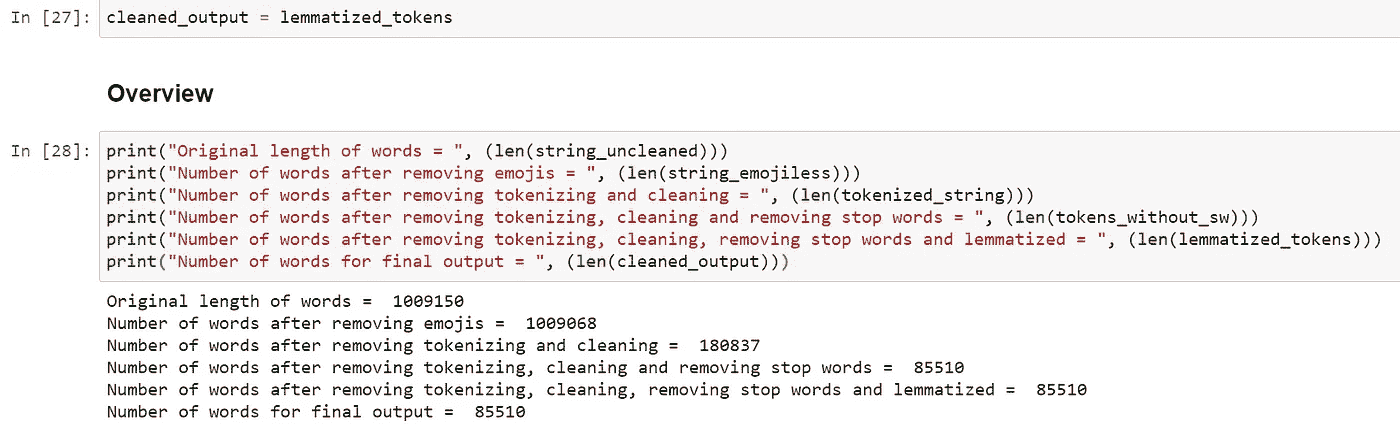 In [27]: cleaned_output = lemmatized_tokens
Overview
In [28]: print("Original length of words = ", (len(string_uncleaned)))
print("Number of words after removing emojis = ", (len(string_emojiless)))
print("Number of words after removing tokenizing and cleaning = ", (len(tokenized_string)))
print("Number of words after removing tokenizing, cleaning and removing stop words = ", (len(tokens_without_sw)))
print("Number of words after removing tokenizing, cleaning, removing stop words and lemmatized = ", (len(lemmatized_tokens)))
print("Number of words for final output = ", (len(cleaned_output)))
Original length of words =  1009150
Number of words after removing emojis =  1009068
Number of words after removing tokenizing and cleaning =  180837
Number of words after removing tokenizing, cleaning and removing stop words =  85510
Number of words after removing tokenizing, cleaning, removing stop words and lemmatized =  85510
Number of words for final output =  85510